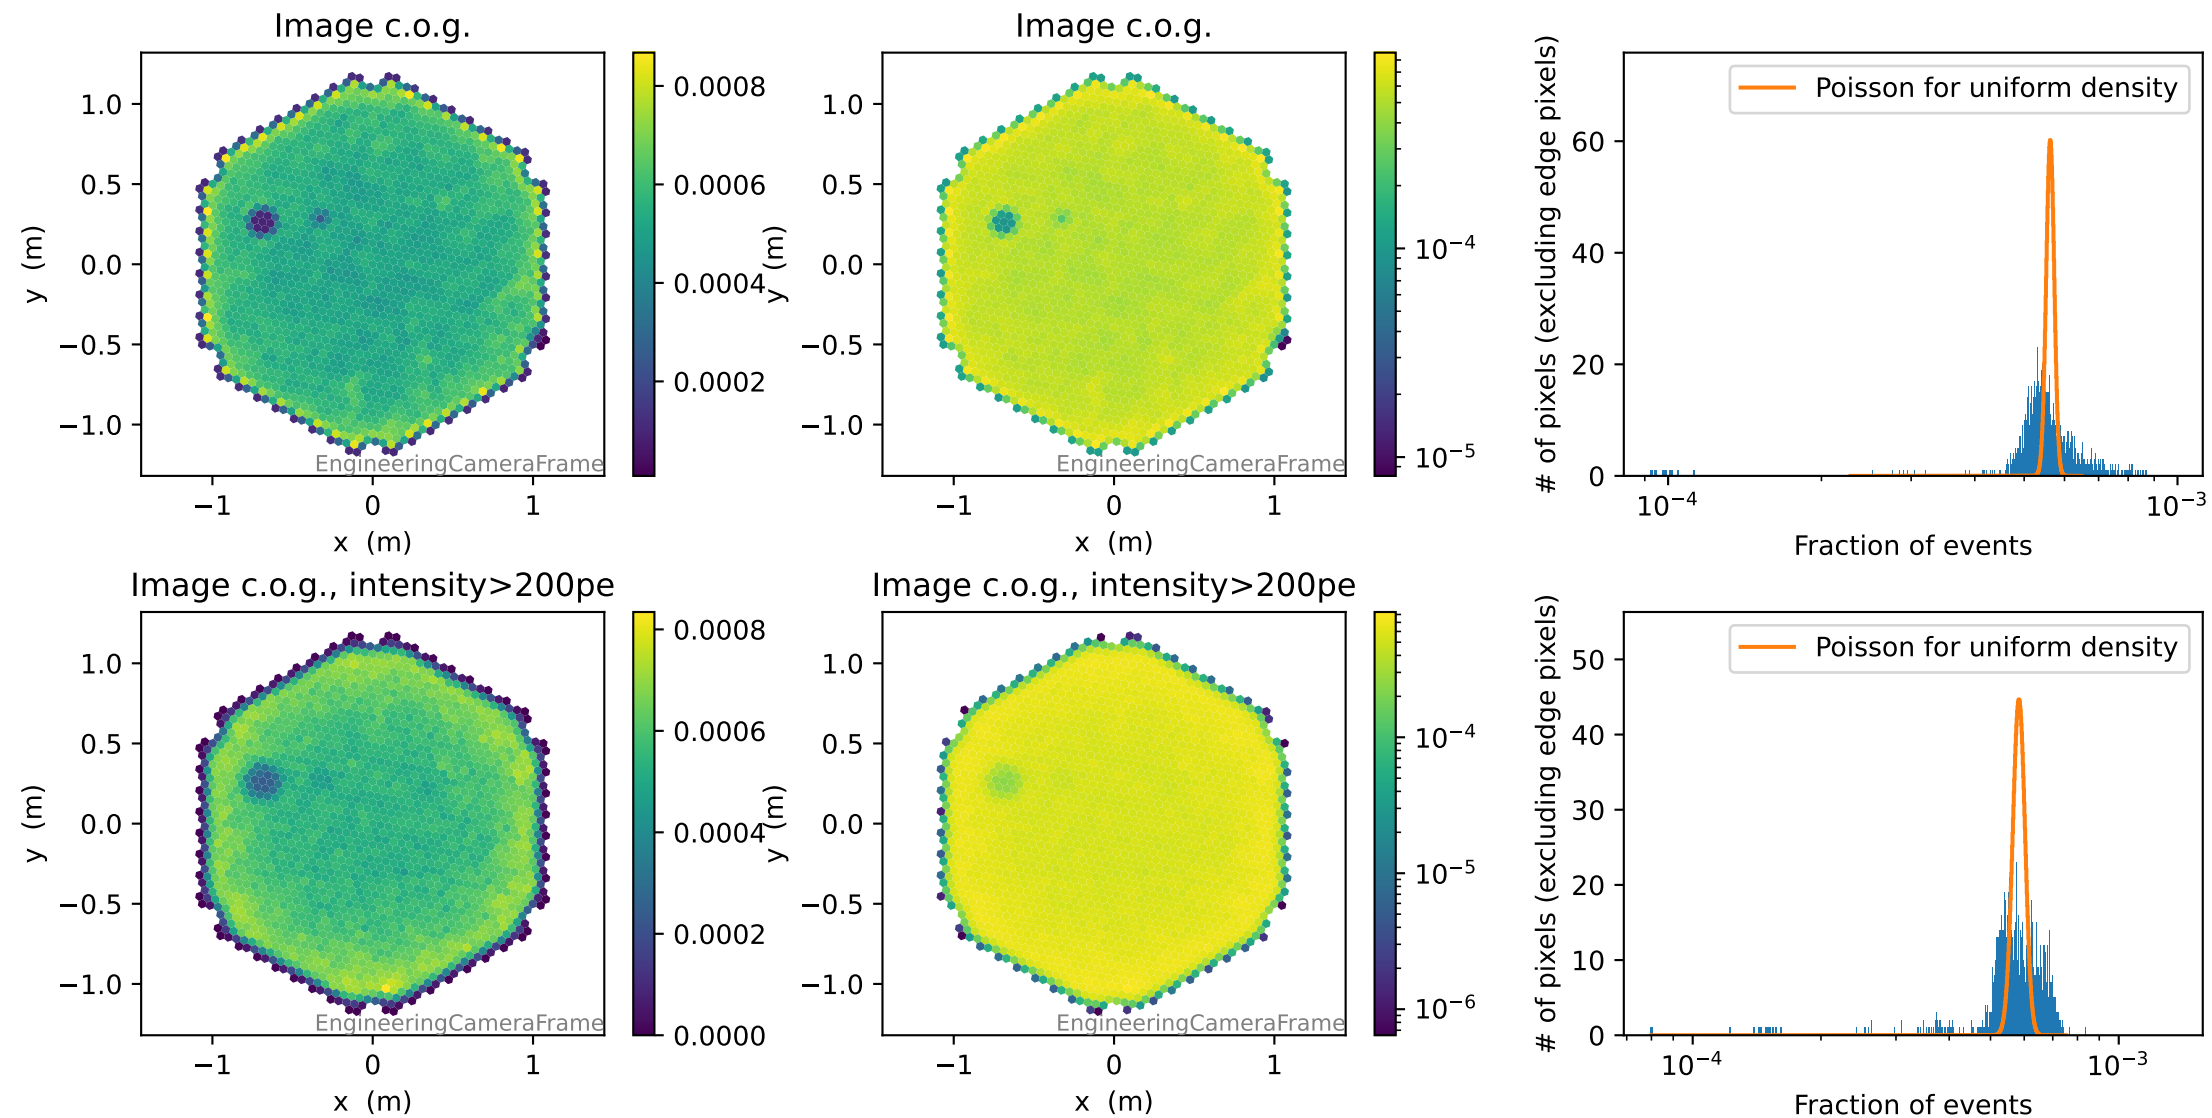 Image c.o.g.
y (m)
1.0
0.5
0.0
−0.5
−1.0
−1
0
1
x (m)
EngineeringCameraFrame
0.0008
0.0006
0.0004
0.0002
Image c.o.g.
y (m)
1.0
0.5
0.0
−0.5
−1.0
−1
0
1
x (m)
EngineeringCameraFrame
10⁻⁴
10⁻⁵
# of pixels (excluding edge pixels)
60
40
20
0
Poisson for uniform density
10⁻⁴
10⁻³
Fraction of events
Image c.o.g., intensity>200pe
y (m)
1.0
0.5
0.0
−0.5
−1.0
−1
0
1
x (m)
EngineeringCameraFrame
0.0008
0.0006
0.0004
0.0002
0.0000
Image c.o.g., intensity>200pe
y (m)
1.0
0.5
0.0
−0.5
−1.0
−1
0
1
x (m)
EngineeringCameraFrame
10⁻⁴
10⁻⁵
10⁻⁶
# of pixels (excluding edge pixels)
50
40
30
20
10
0
Poisson for uniform density
10⁻⁴
10⁻³
Fraction of events